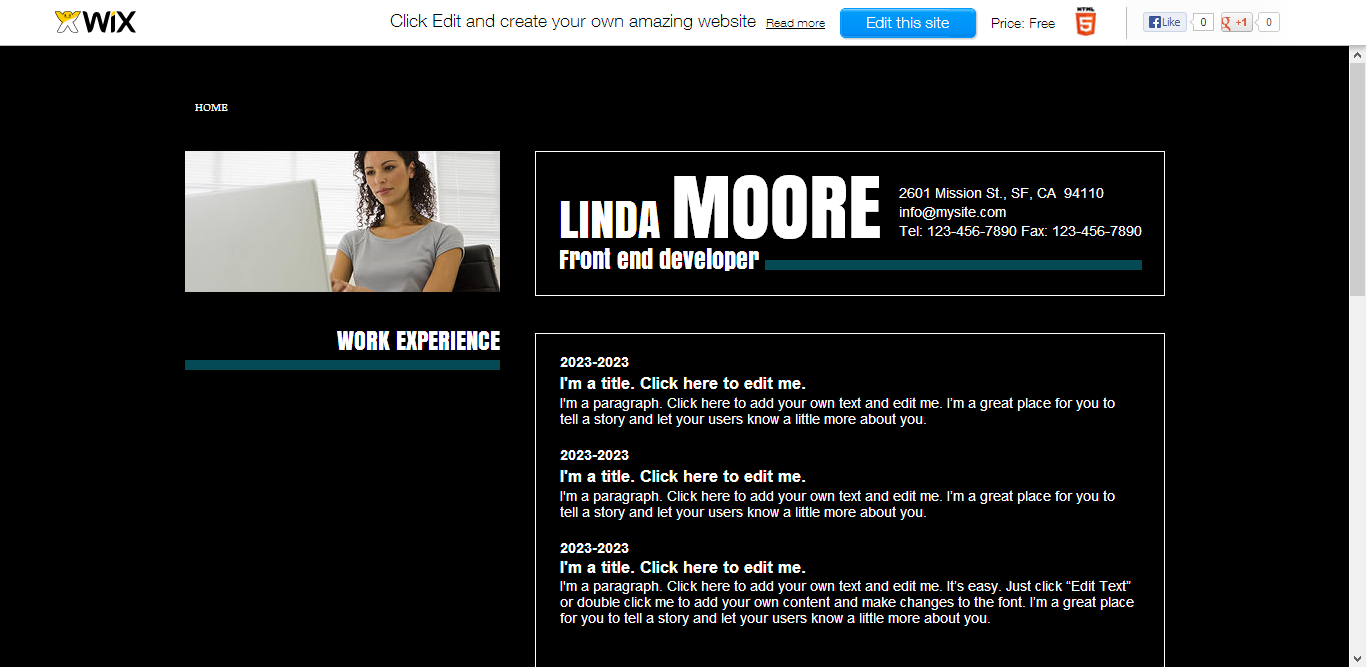 WiX
Click Edit and create your own amazing website Read more Edit this site Price: Free HTML 5 Like 0 g +1 0
HOME
LINDA MOORE
Front end developer
2601 Mission St., SF, CA 94110
info@mysite.com
Tel: 123-456-7890 Fax: 123-456-7890
WORK EXPERIENCE
2023-2023
I'm a title. Click here to edit me.
I'm a paragraph. Click here to add your own text and edit me. I'm a great place for you to
tell a story and let your users know a little more about you.
2023-2023
I'm a title. Click here to edit me.
I'm a paragraph. Click here to add your own text and edit me. I'm a great place for you to
tell a story and let your users know a little more about you.
2023-2023
I'm a title. Click here to edit me.
I'm a paragraph. Click here to add your own text and edit me. It's easy. Just click “Edit Text”
or double click me to add your own content and make changes to the font. I'm a great place
for you to tell a story and let your users know a little more about you.